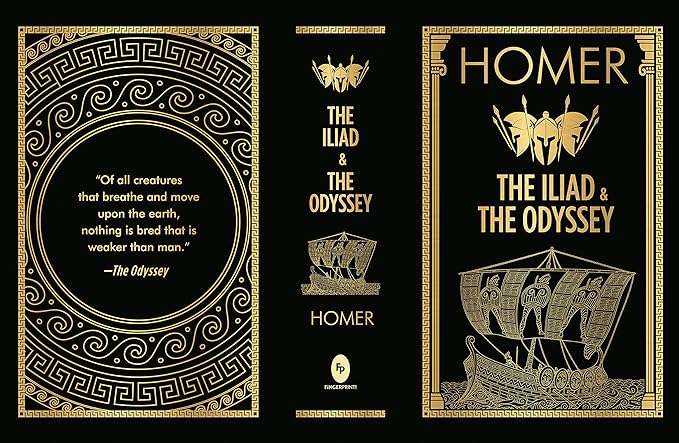 “Of all creatures
that breathe and move
upon the earth,
nothing is bred that is
weaker than man.”
—The Odyssey
THE
ILIAD
&
THE
ODYSSEY
HOMER
FP
FiNGERPRINT!
HOMER
THE ILIAD &
THE ODYSSEY